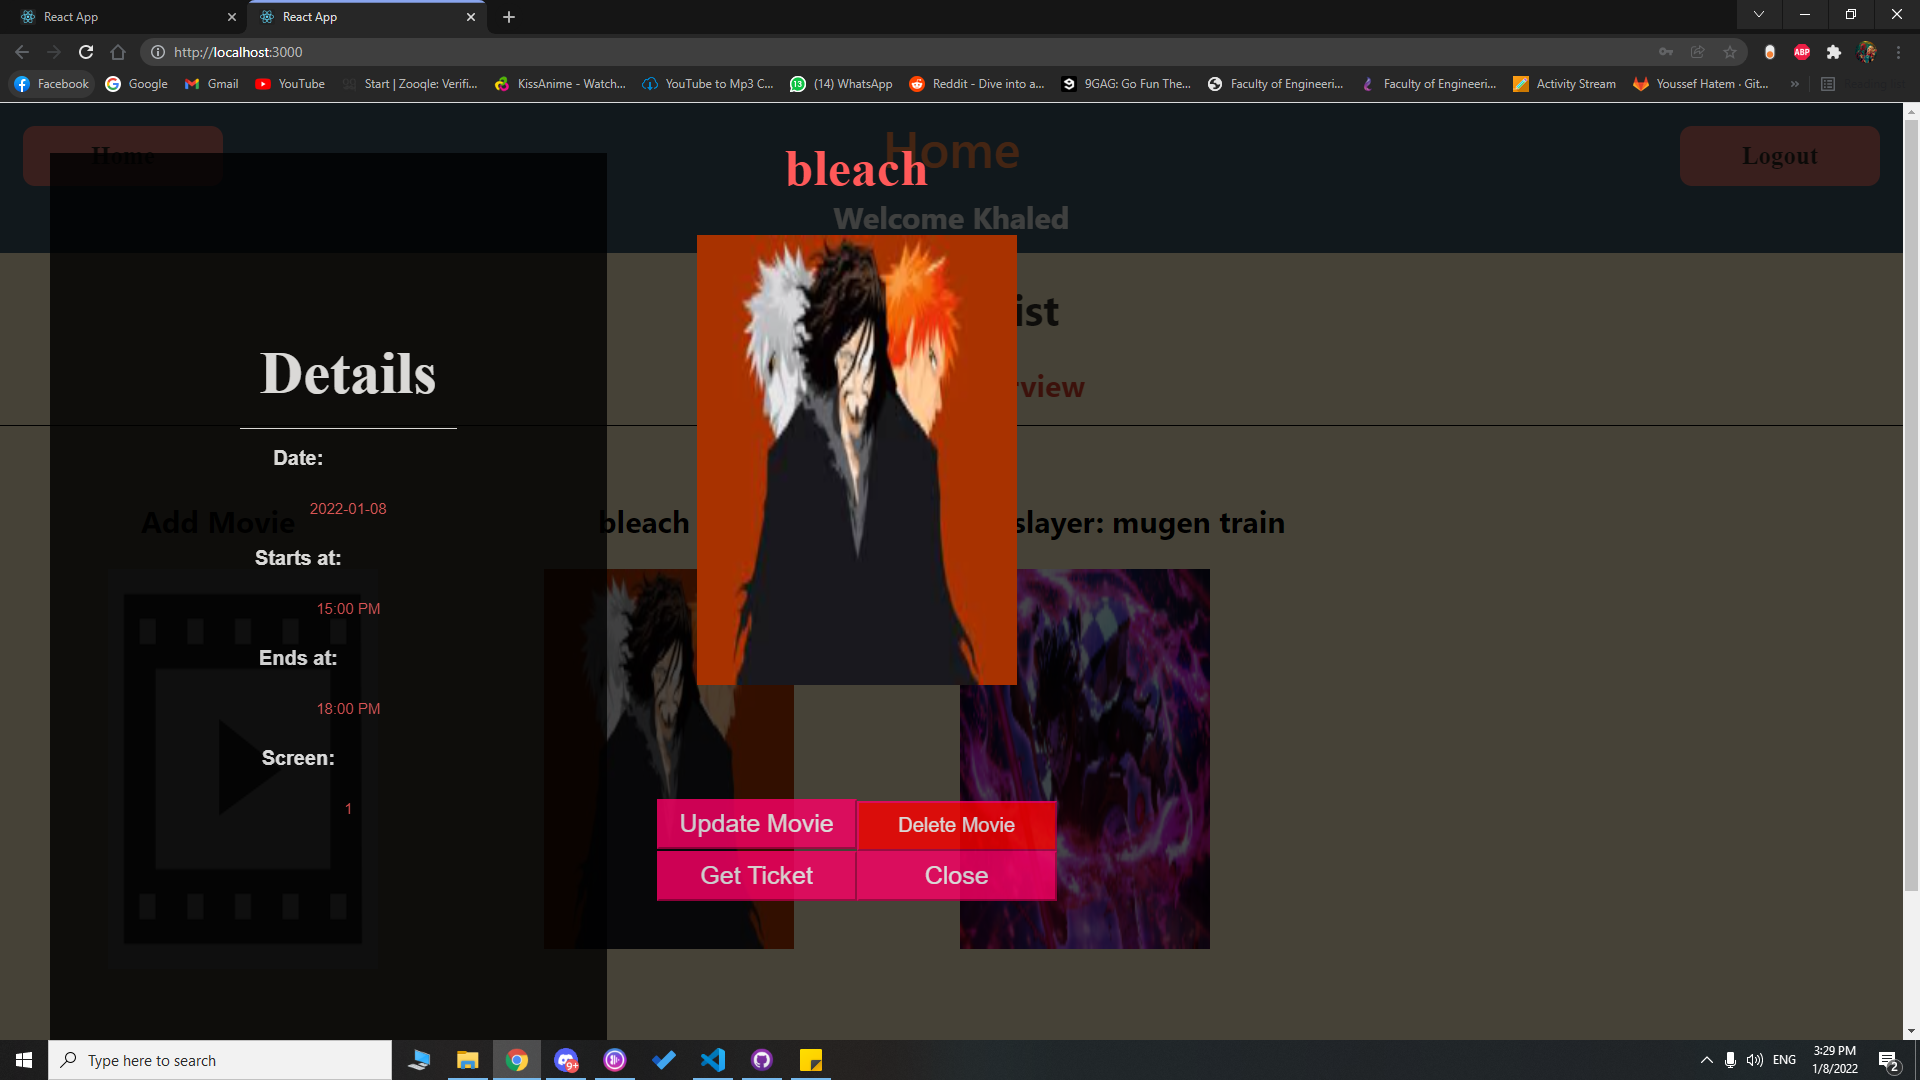 React App
React App
http://localhost:3000
ABP
Facebook
Google
Gmail
YouTube
Start | Zooqle: Verifi...
KissAnime - Watch...
YouTube to Mp3 C...
(14) WhatsApp
Reddit - Dive into a...
9GAG: Go Fun The...
Faculty of Engineeri...
Faculty of Engineeri...
Activity Stream
Youssef Hatem · Git...
Home
Home
bleach
Logout
Welcome Khaled
ist
rview
Details
Date:
2022-01-08
Add Movie
bleach
slayer: mugen train
Starts at:
15:00 PM
Ends at:
18:00 PM
Screen:
1
Update Movie
Delete Movie
Get Ticket
Close
Type here to search
9+
ENG
3:29 PM
1/8/2022
2